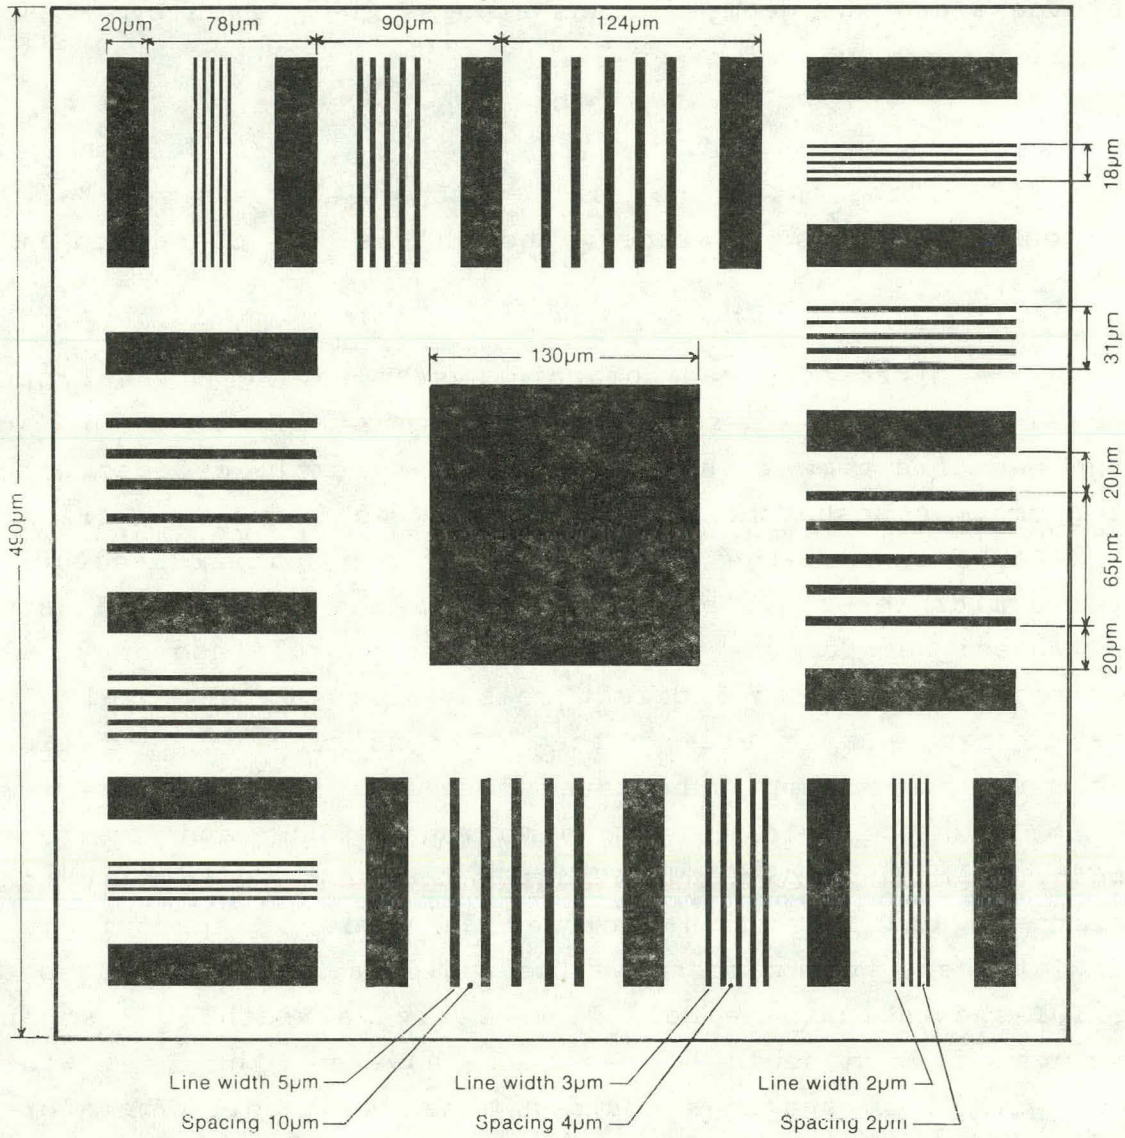 20µm
78µm
90µm
124µm
18µm
31µm
130µm
20µm
490µm
65µm
20µm
Line width 5µm
Line width 3µm
Line width 2µm
Spacing 10µm
Spacing 4µm
Spacing 2µm